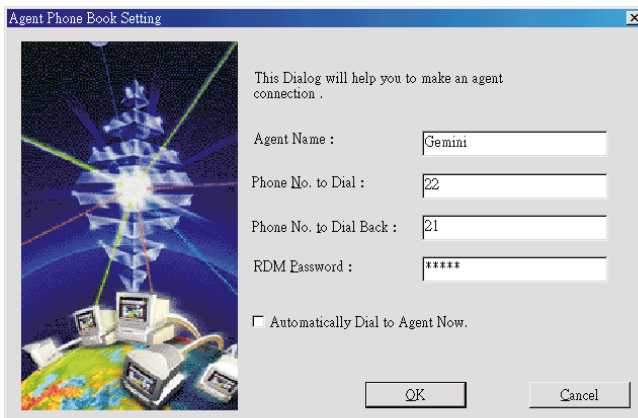 Agent Phone Book Setting
This Dialog will help you to make an agent
connection .
Agent Name :
Gemini
Phone No. to Dial :
22
Phone No. to Dial Back :
21
RDM Password :
*****
Automatically Dial to Agent Now.
OK
Cancel